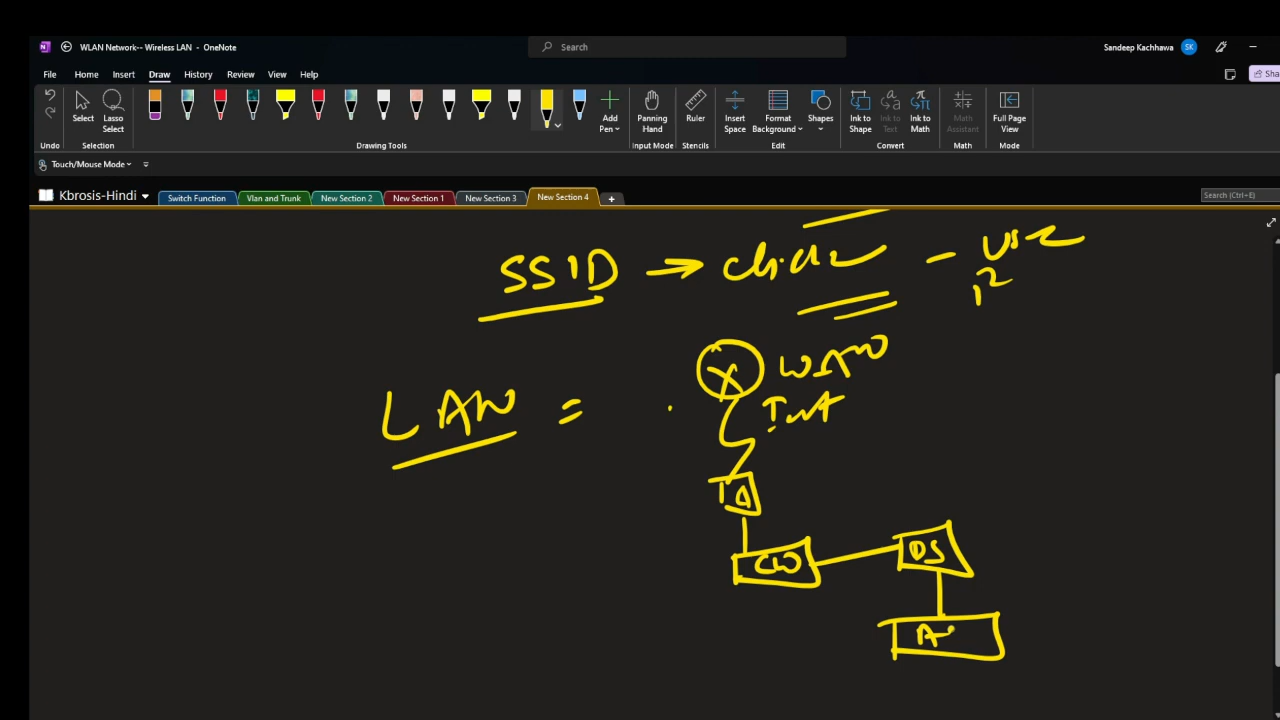 WLAN Network-- Wireless LAN - OneNote
Search
Sandeep Kachhawa SK
File Home Insert Draw History Review View Help
Sha
Undo
Select
Lasso Select
Add Pen
Panning Hand
Ruler
Insert Space
Format Background
Shapes
Ink to Shape
Ink to Text
Ink to Math
Math Assistant
Full Page View
Undo Selection Drawing Tools Input Mode Stencils Edit Convert Math Mode
Touch/Mouse Mode
Kbrosis-Hindi Switch Function Vlan and Trunk New Section 2 New Section 1 New Section 3 New Section 4 +
Search (Ctrl+E)
SSID →
LAN =
X WAN
DS